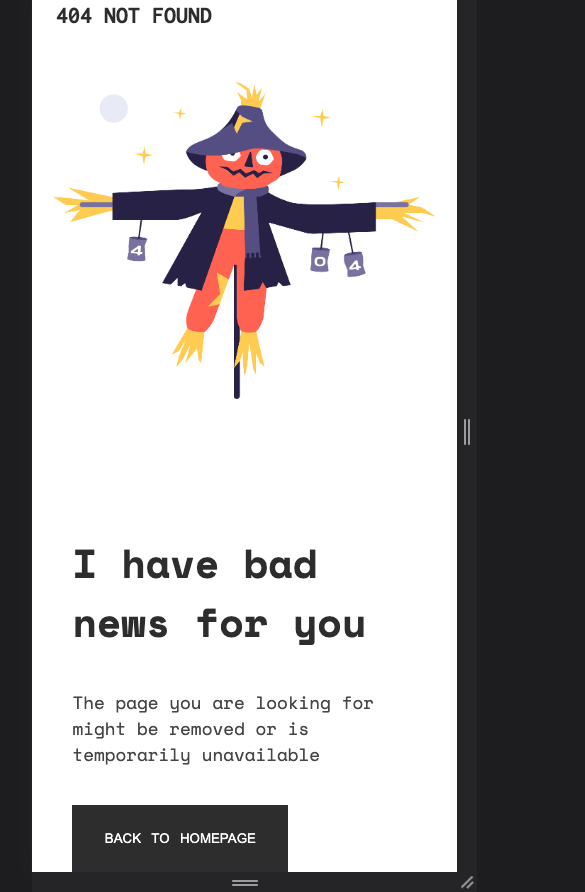 404 NOT FOUND
4
0
4
I have bad
news for you
The page you are looking for
might be removed or is
temporarily unavailable
BACK TO HOMEPAGE